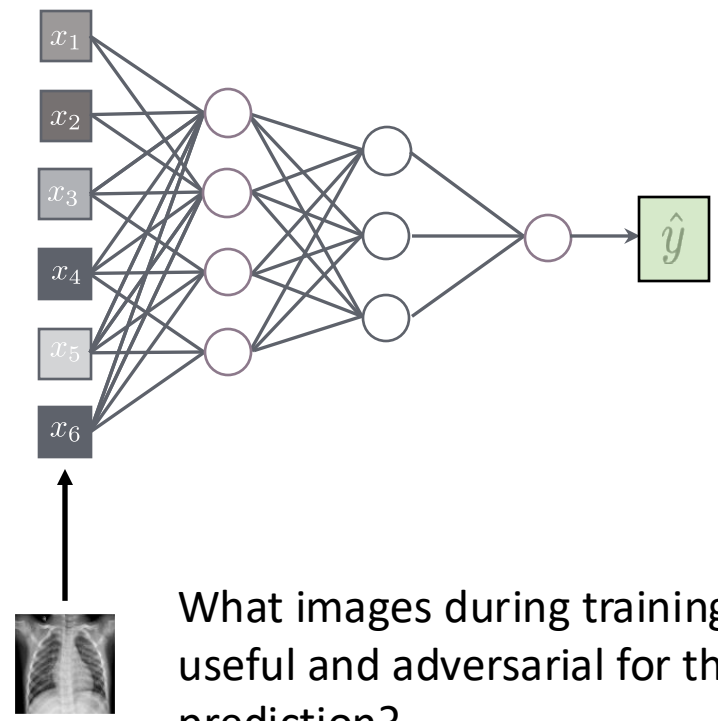 x₁
x₂
x₃
x₄
x₅
x₆
ŷ
What images during training
useful and adversarial for th
prediction?